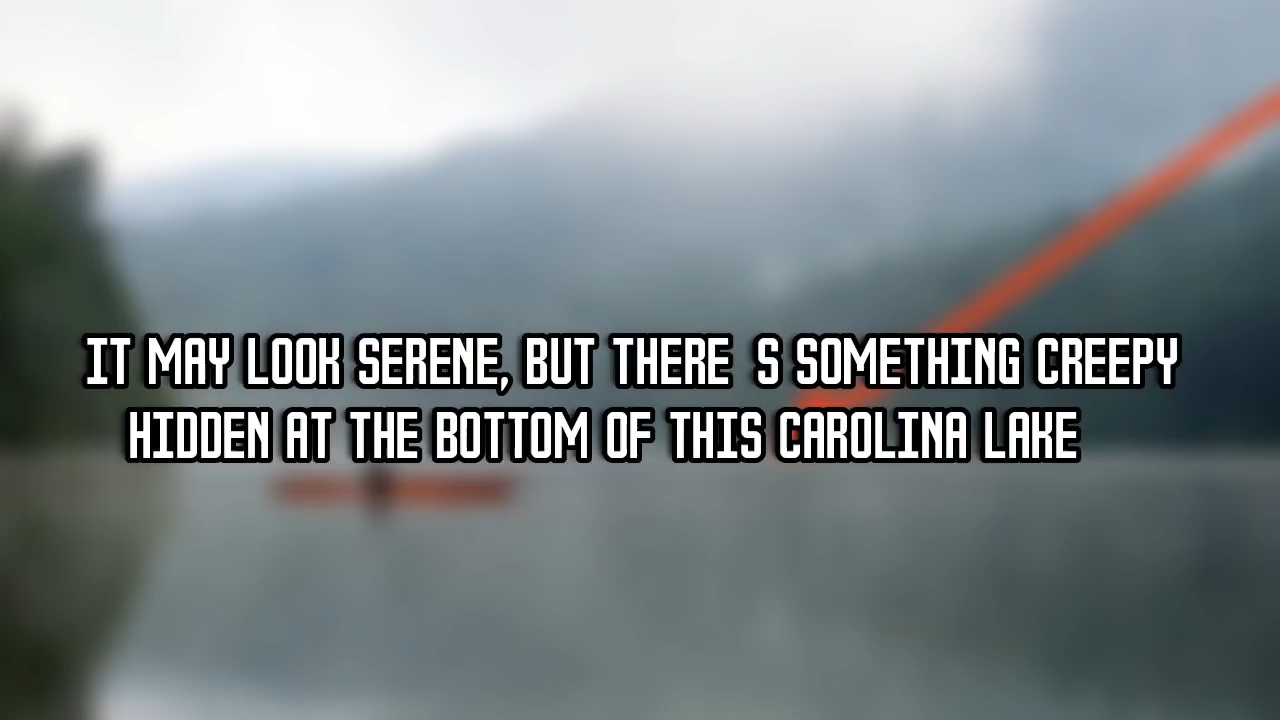 IT MAY LOOK SERENE, BUT THERE S SOMETHING CREEPY
HIDDEN AT THE BOTTOM OF THIS CAROLINA LAKE